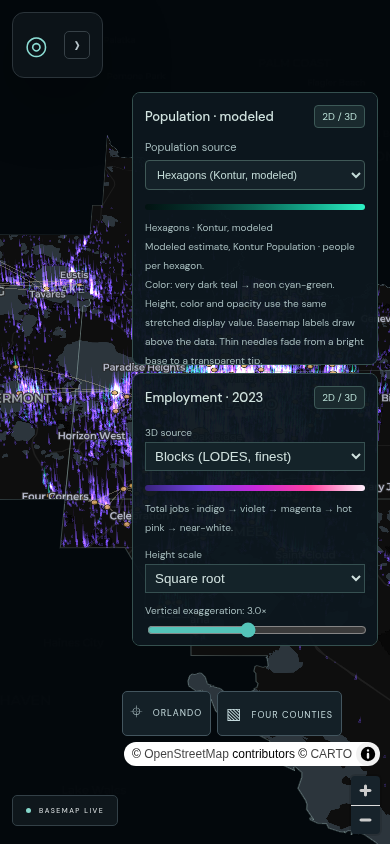 Population · modeled
2D / 3D
Population source
Hexagons (Kontur, modeled)
Hexagons · Kontur, modeled
Modeled estimate, Kontur Population · people
per hexagon.
Color: very dark teal → neon cyan-green.
Height, color and opacity use the same
stretched display value. Basemap labels draw
above the data. Thin needles fade from a bright
base to a transparent tip.
Eustis
Tavares
Paradise Heights
Employment · 2023
2D / 3D
3D source
Blocks (LODES, finest)
Total jobs · indigo → violet → magenta → hot
pink → near-white.
Height scale
Square root
Vertical exaggeration: 3.0×
ERMONT
Horizon West
Four Corners
Cele
ORLANDO
FOUR COUNTIES
© OpenStreetMap contributors © CARTO
BASEMAP LIVE